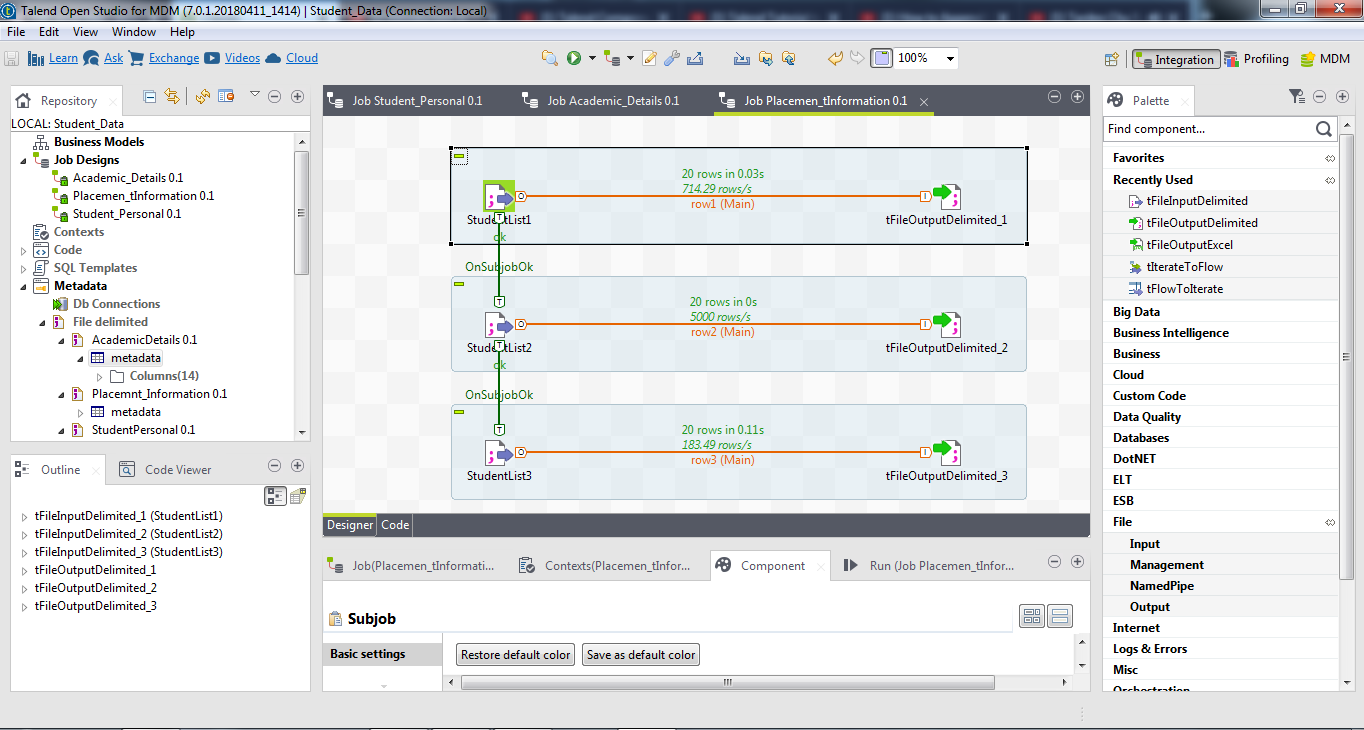 Talend Open Studio for MDM (7.0.1.20180411_1414) | Student_Data (Connection: Local)
File Edit View Window Help
Learn Ask Exchange Videos Cloud 100% Integration Profiling MDM
Repository
LOCAL: Student_Data
Business Models
Job Designs
Academic_Details 0.1
Placemen_tInformation 0.1
Student_Personal 0.1
Contexts
Code
SQL Templates
Metadata
Db Connections
File delimited
AcademicDetails 0.1
metadata
Columns(14)
Placemnt_Information 0.1
metadata
StudentPersonal 0.1
Outline Code Viewer
tFileInputDelimited_1 (StudentList1)
tFileInputDelimited_2 (StudentList2)
tFileInputDelimited_3 (StudentList3)
tFileOutputDelimited_1
tFileOutputDelimited_2
tFileOutputDelimited_3
Job Student_Personal 0.1 Job Academic_Details 0.1 Job Placemen_tInformation 0.1
20 rows in 0.03s
714.29 rows/s
row1 (Main)
StudentList1 tFileOutputDelimited_1
ok
OnSubjobOk
20 rows in 0s
5000 rows/s
row2 (Main)
StudentList2 tFileOutputDelimited_2
ok
OnSubjobOk
20 rows in 0.11s
183.49 rows/s
row3 (Main)
StudentList3 tFileOutputDelimited_3
Designer Code
Job(Placemen_tInformati... Contexts(Placemen_tInfor... Component Run (Job Placemen_tInfor...
Subjob
Basic settings Restore default color Save as default color
Palette
Find component...
Favorites
Recently Used
tFileInputDelimited
tFileOutputDelimited
tFileOutputExcel
tIterateToFlow
tFlowToIterate
Big Data
Business Intelligence
Business
Cloud
Custom Code
Data Quality
Databases
DotNET
ELT
ESB
File
Input
Management
NamedPipe
Output
Internet
Logs & Errors
Misc
Orchestration